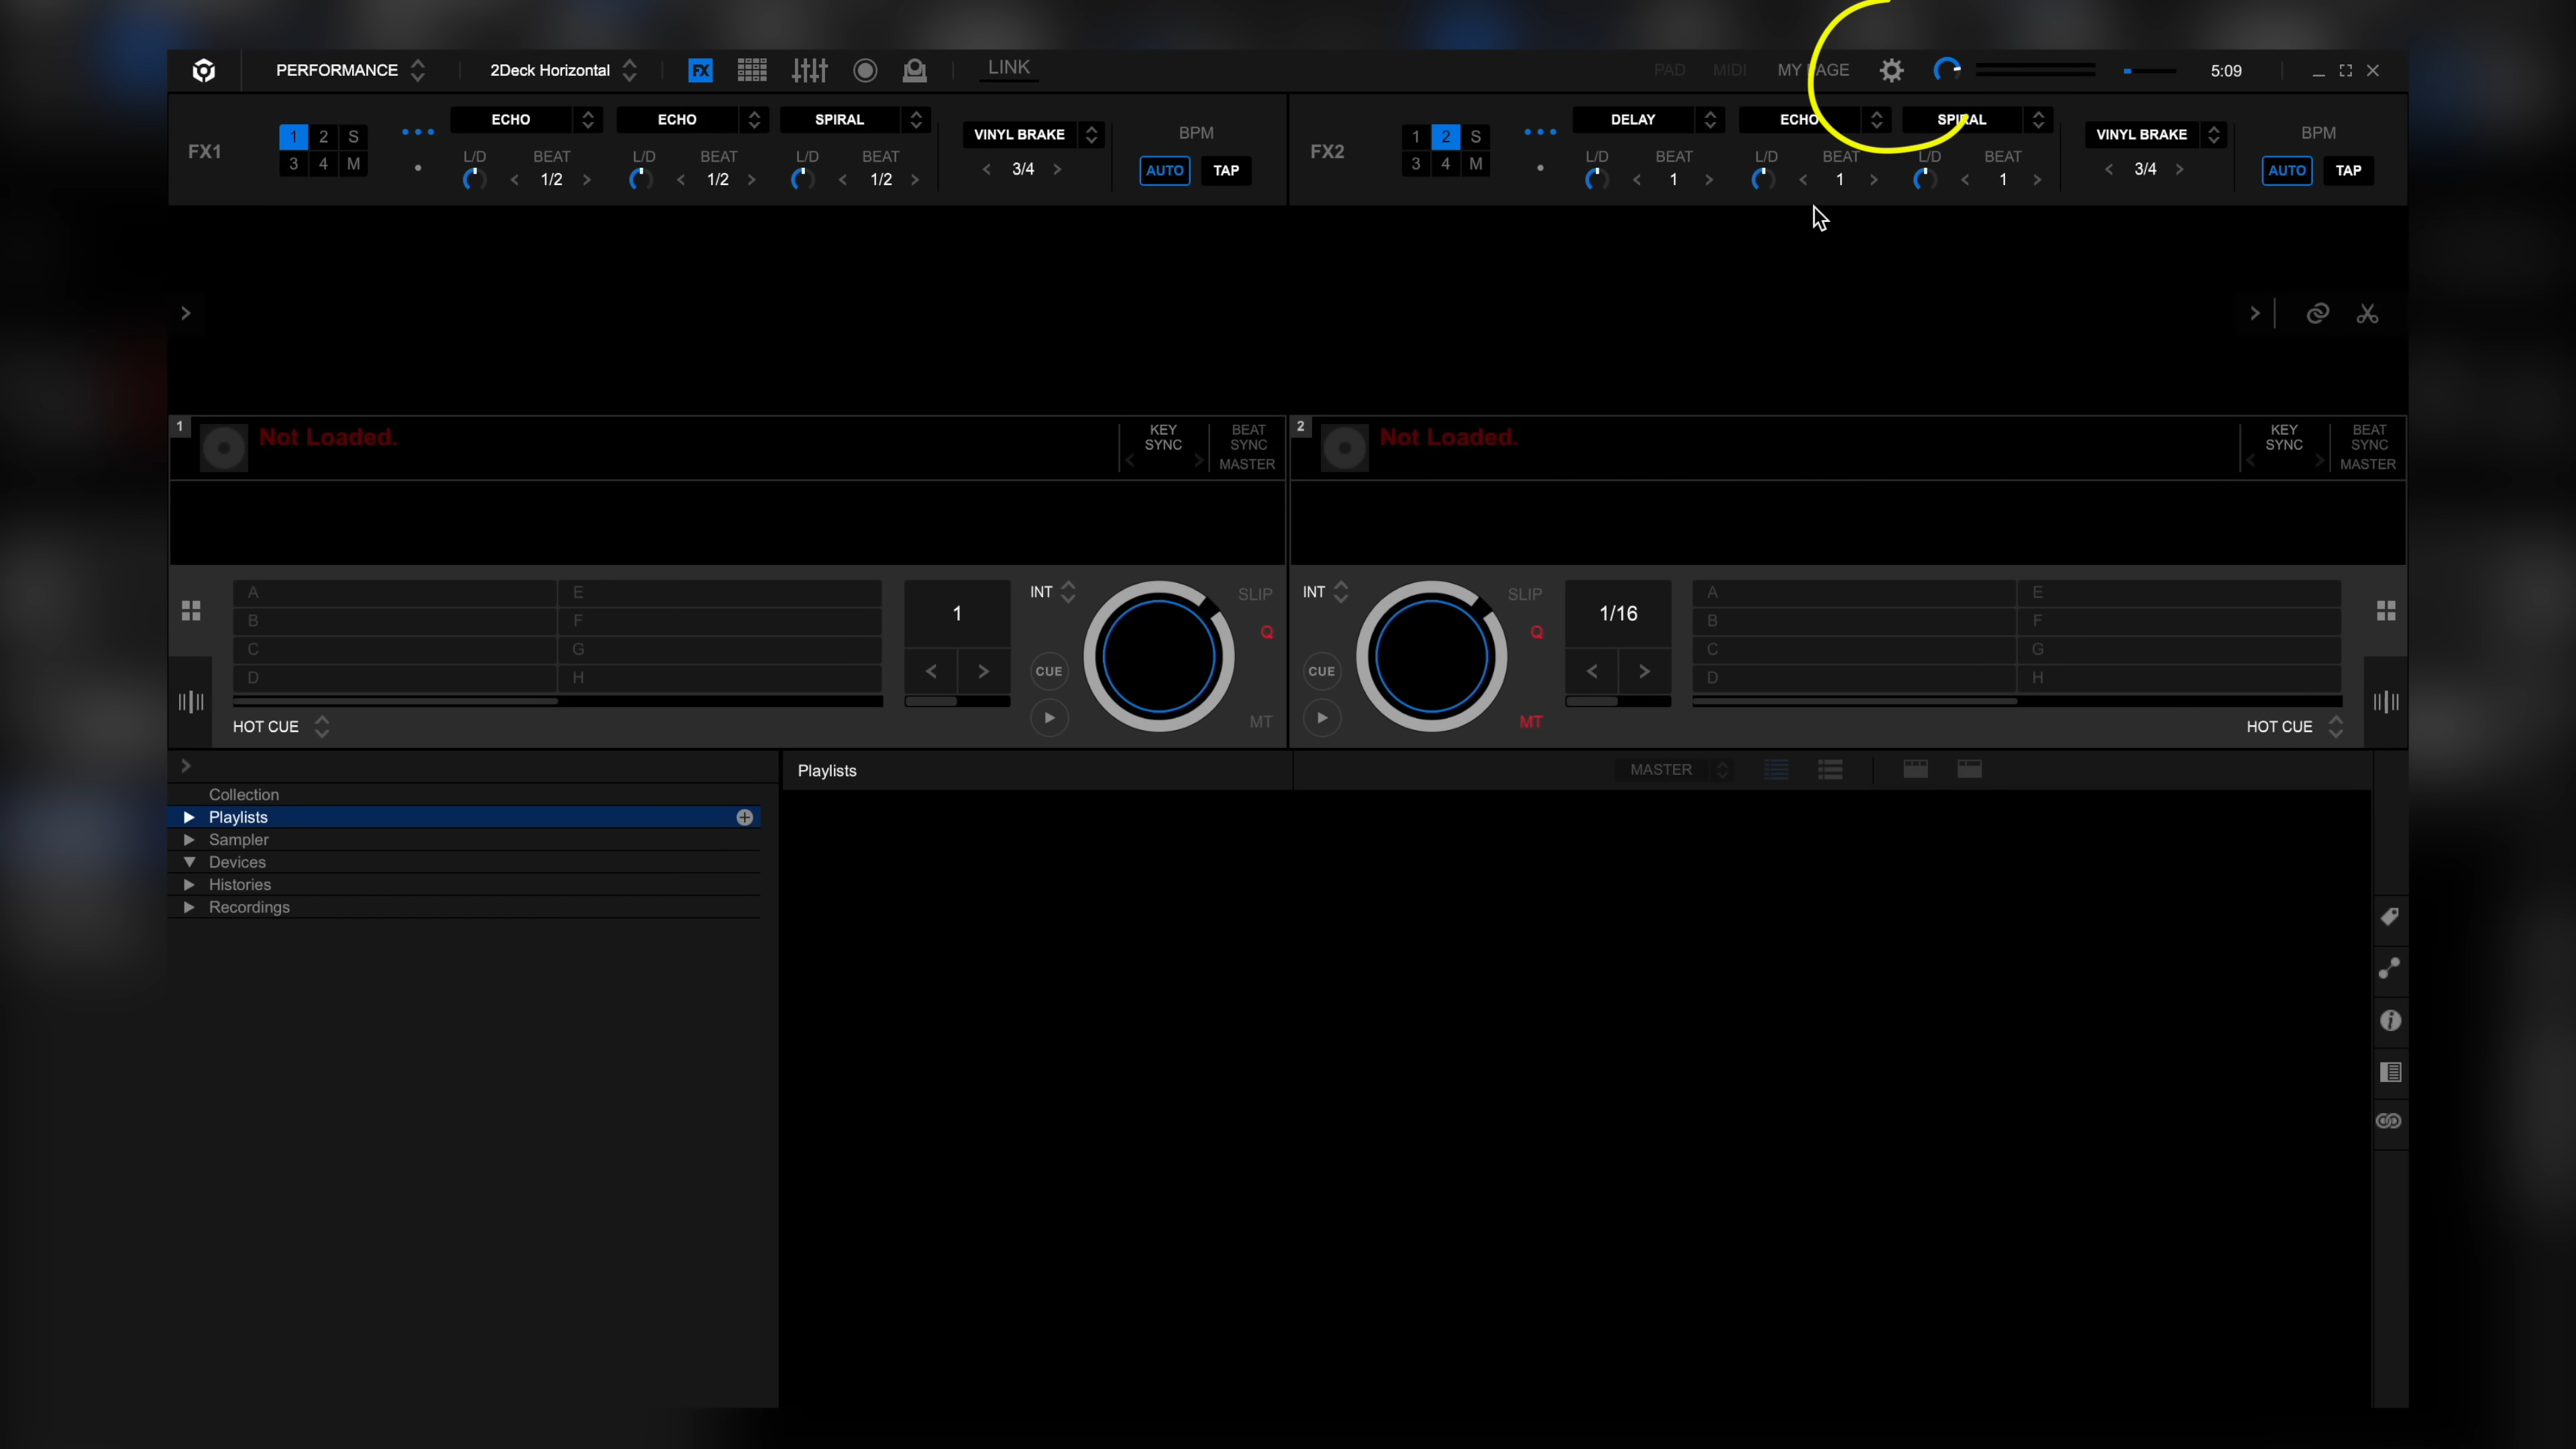 PERFORMANCE 2Deck Horizontal FX LINK PAD MIDI MY PAGE 5:09
FX1 1 2 S ECHO ECHO SPIRAL VINYL BRAKE BPM
3 4 M L/D BEAT L/D BEAT L/D BEAT
1/2 1/2 1/2 3/4 AUTO TAP
FX2 1 2 S DELAY ECHO SPIRAL VINYL BRAKE BPM
3 4 M L/D BEAT L/D BEAT L/D BEAT
1 1 1 3/4 AUTO TAP
1 Not Loaded. KEY SYNC BEAT SYNC MASTER
2 Not Loaded. KEY SYNC BEAT SYNC MASTER
A E 1 INT SLIP
B F Q
C G CUE
D H
HOT CUE MT
INT SLIP 1/16 A E
Q B F
CUE C G
D H
MT HOT CUE
Playlists MASTER
Collection
Playlists
Sampler
Devices
Histories
Recordings